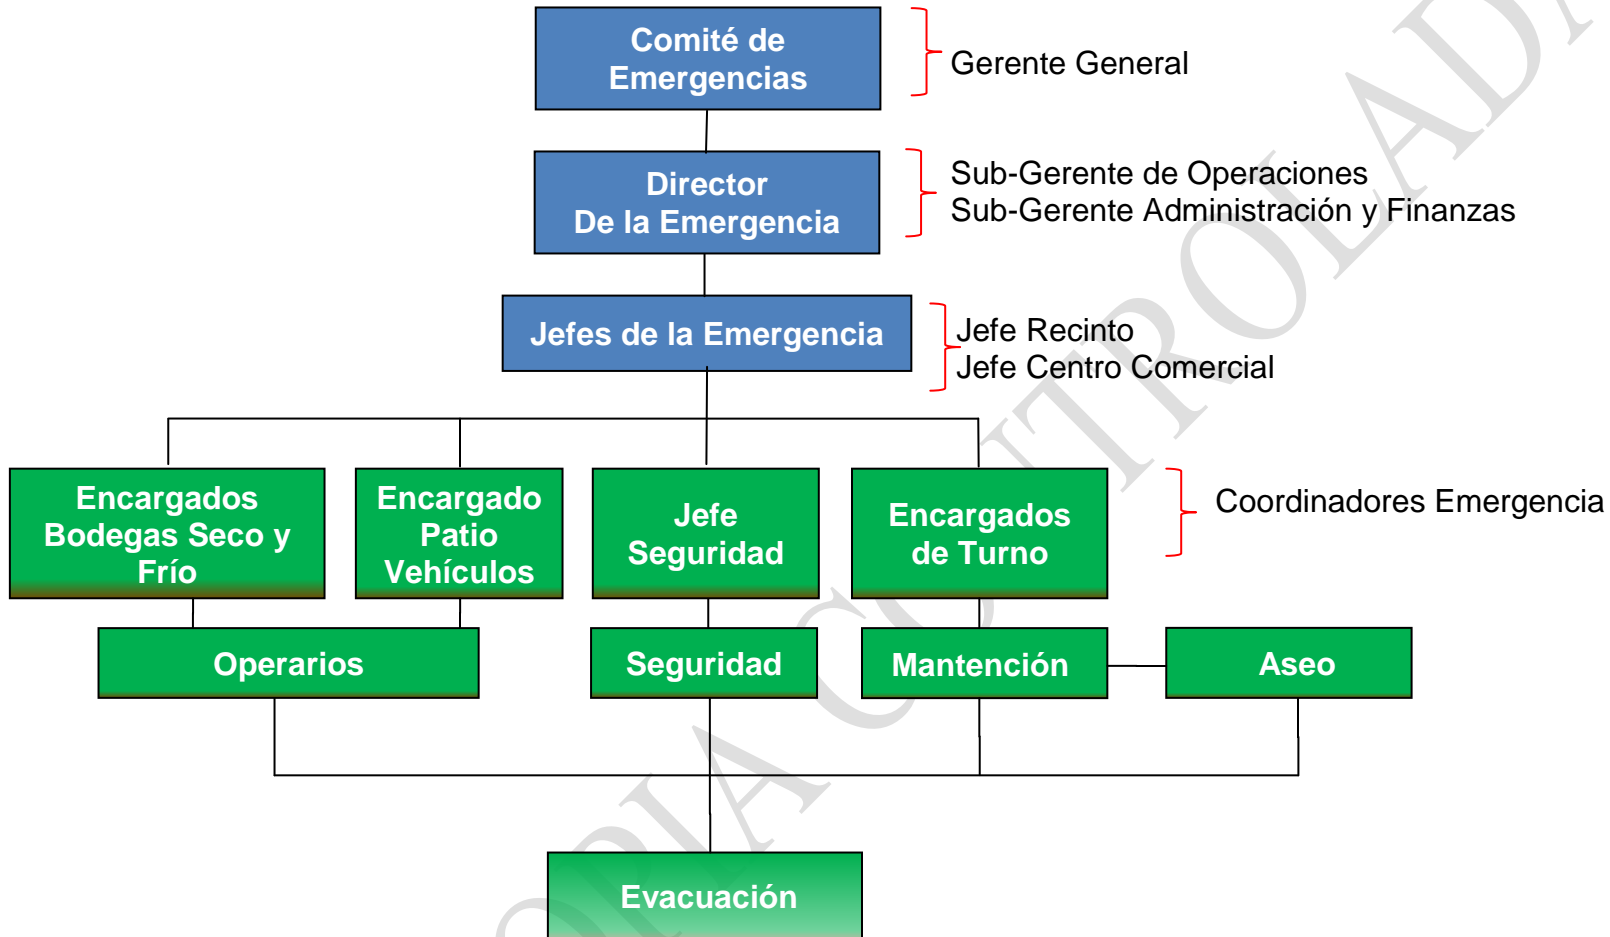 Comité de
Emergencias
Gerente General
Director
De la Emergencia
Sub-Gerente de Operaciones
Sub-Gerente Administración y Finanzas
Jefes de la Emergencia
Jefe Recinto
Jefe Centro Comercial
Encargados
Bodegas Seco y
Frío
Encargado
Patio
Vehículos
Jefe
Seguridad
Encargados
de Turno
Coordinadores Emergencia
Operarios
Seguridad
Mantención
Aseo
Evacuación
OPIA CONTROLADA